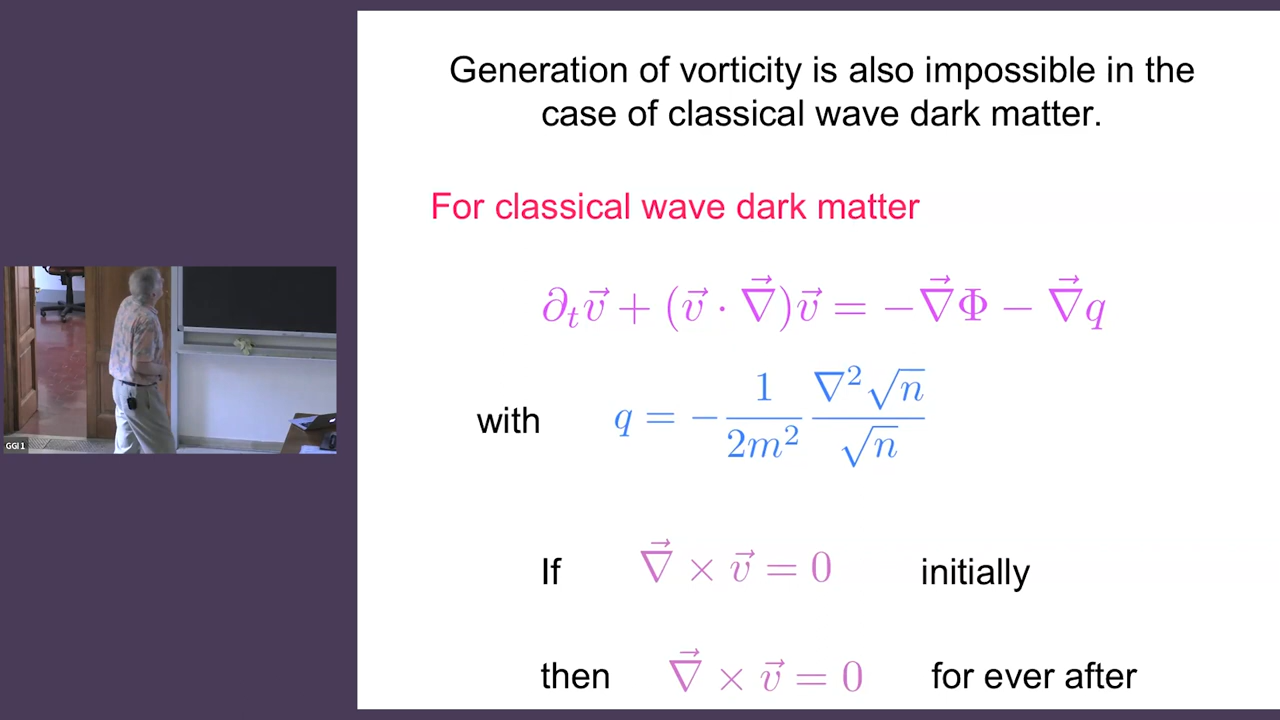 Generation of vorticity is also impossible in the
case of classical wave dark matter.
For classical wave dark matter
∂ₜv⃗ + (v⃗ · ∇⃗)v⃗ = −∇⃗Φ − ∇⃗q
with q = − 1/(2m²) ∇²√n/√n
If ∇⃗ × v⃗ = 0 initially
then ∇⃗ × v⃗ = 0 for ever after
GGI 1